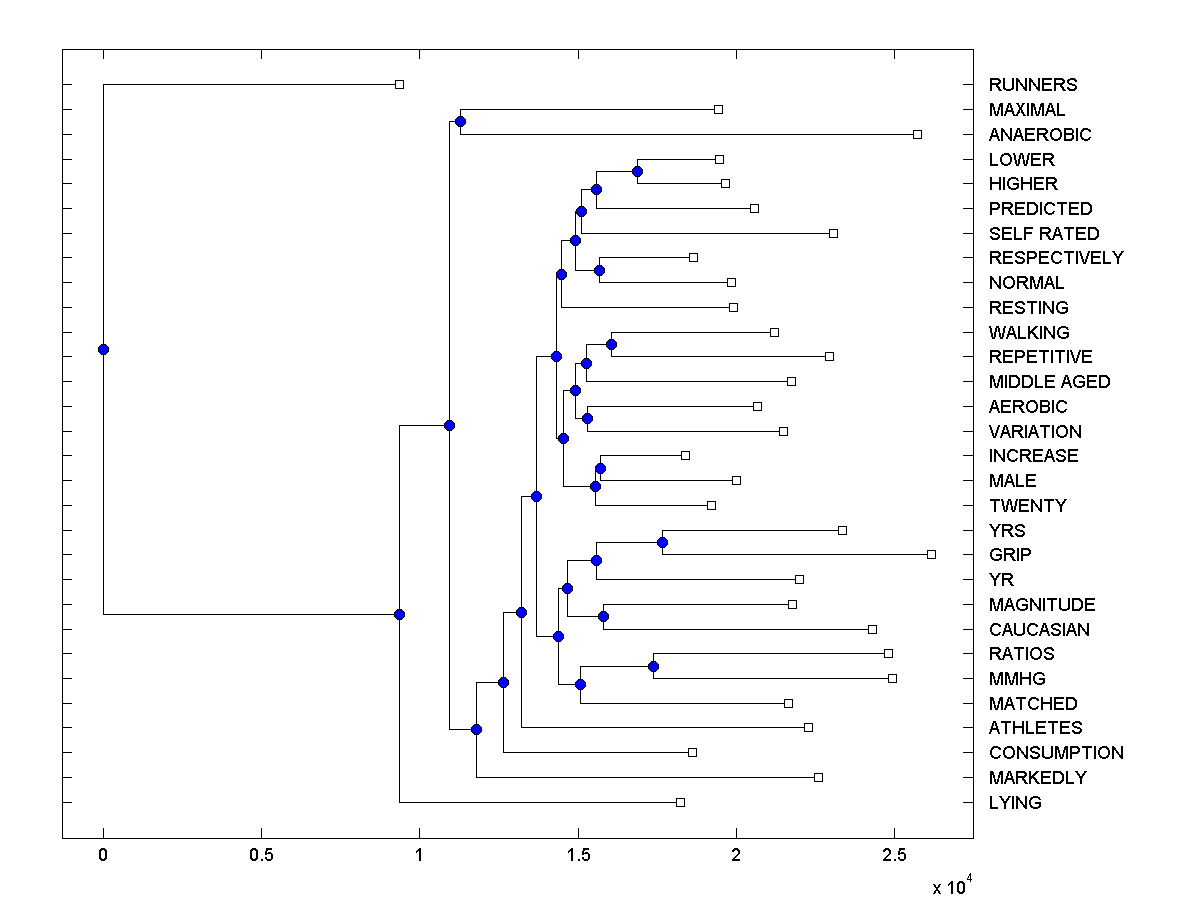 RUNNERS
MAXIMAL
ANAEROBIC
LOWER
HIGHER
PREDICTED
SELF RATED
RESPECTIVELY
NORMAL
RESTING
WALKING
REPETITIVE
MIDDLE AGED
AEROBIC
VARIATION
INCREASE
MALE
TWENTY
YRS
GRIP
YR
MAGNITUDE
CAUCASIAN
RATIOS
MMHG
MATCHED
ATHLETES
CONSUMPTION
MARKEDLY
LYING
0 0.5 1 1.5 2 2.5
x 10^4